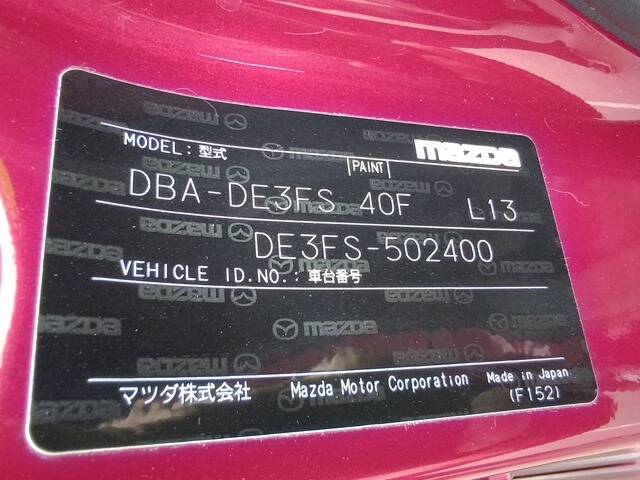 mazda
MODEL: 型式 PAINT
DBA-DE3FS 40F L13
DE3FS-502400
VEHICLE ID.NO.: 車台番号
マツダ株式会社 Mazda Motor Corporation Made in Japan
(F152)